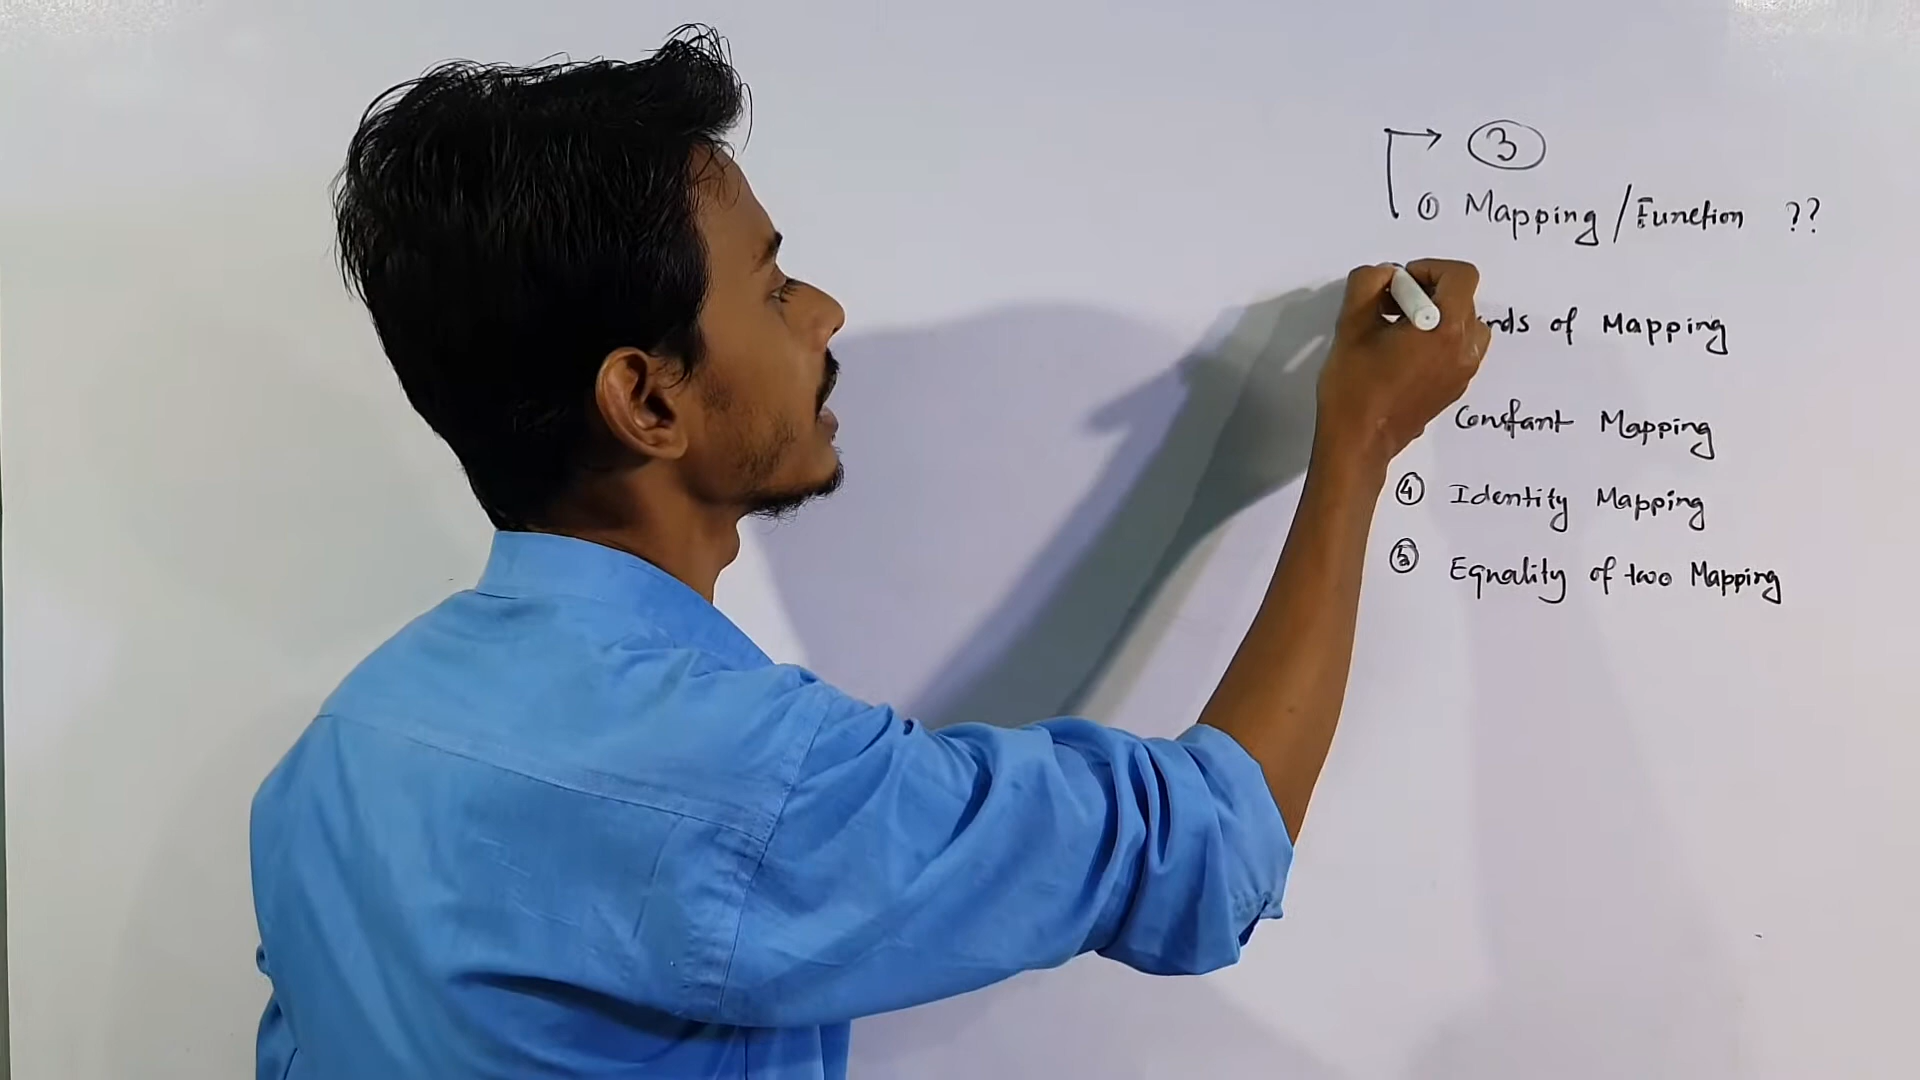 3
① Mapping / Function ??
of Mapping
Constant Mapping
④ Identity Mapping
⑤ Equality of two Mapping